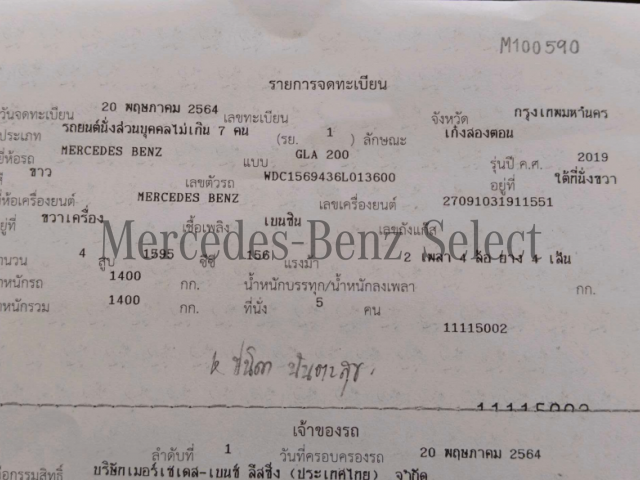 M100590
รายการจดทะเบียน
วันจดทะเบียน 20 พฤษภาคม 2564 เลขทะเบียน จังหวัด กรุงเทพมหานคร
ประเภท รถยนต์นั่งส่วนบุคคลไม่เกิน 7 คน (รย. 1 ) ลักษณะ เก๋งสองตอน
ยี่ห้อรถ MERCEDES BENZ แบบ GLA 200 รุ่นปี ค.ศ. 2019
สี ขาว เลขตัวรถ WDC1569436L013600 อยู่ที่ ใต้ที่นั่งขวา
ยี่ห้อเครื่องยนต์ MERCEDES BENZ เลขเครื่องยนต์ 27091031911551
อยู่ที่ ขวาเครื่อง เชื้อเพลิง เบนซิน เลขถังแก๊ส
Mercedes-Benz Select
จำนวน 4 สูบ 1595 ซีซี 156 แรงม้า 2 เพลา 4 ล้อ ยาง 4 เส้น
น้ำหนักรถ 1400 กก. น้ำหนักบรรทุก/น้ำหนักลงเพลา กก.
น้ำหนักรวม 1400 กก. ที่นั่ง 5 คน
11115002
11115002
เจ้าของรถ
ลำดับที่ 1 วันที่ครอบครองรถ 20 พฤษภาคม 2564
ผู้ถือกรรมสิทธิ์ บริษัทเมอร์เซเดส-เบนซ์ ลีสซิ่ง (ประเทศไทย) จำกัด